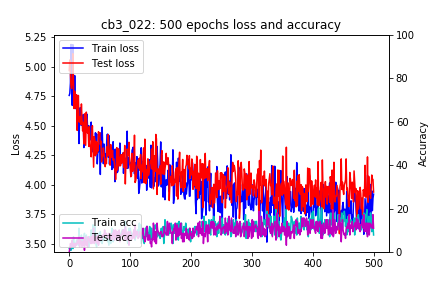 cb3_022: 500 epochs loss and accuracy
Train loss
Test loss
Train acc
Test acc
Loss
5.25
5.00
4.75
4.50
4.25
4.00
3.75
3.50
Accuracy
100
80
60
40
20
0
0 100 200 300 400 500